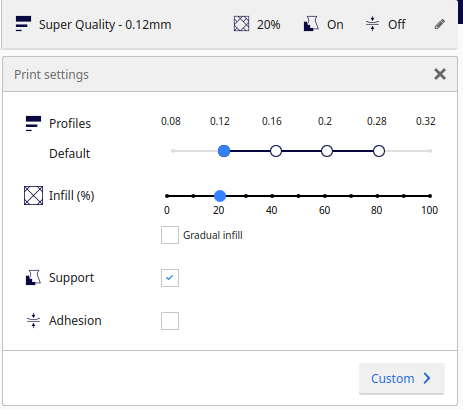 Super Quality - 0.12mm 20% On Off
Print settings
Profiles 0.08 0.12 0.16 0.2 0.28 0.32
Default
Infill (%)
0 20 40 60 80 100
Gradual infill
Support
Adhesion
Custom